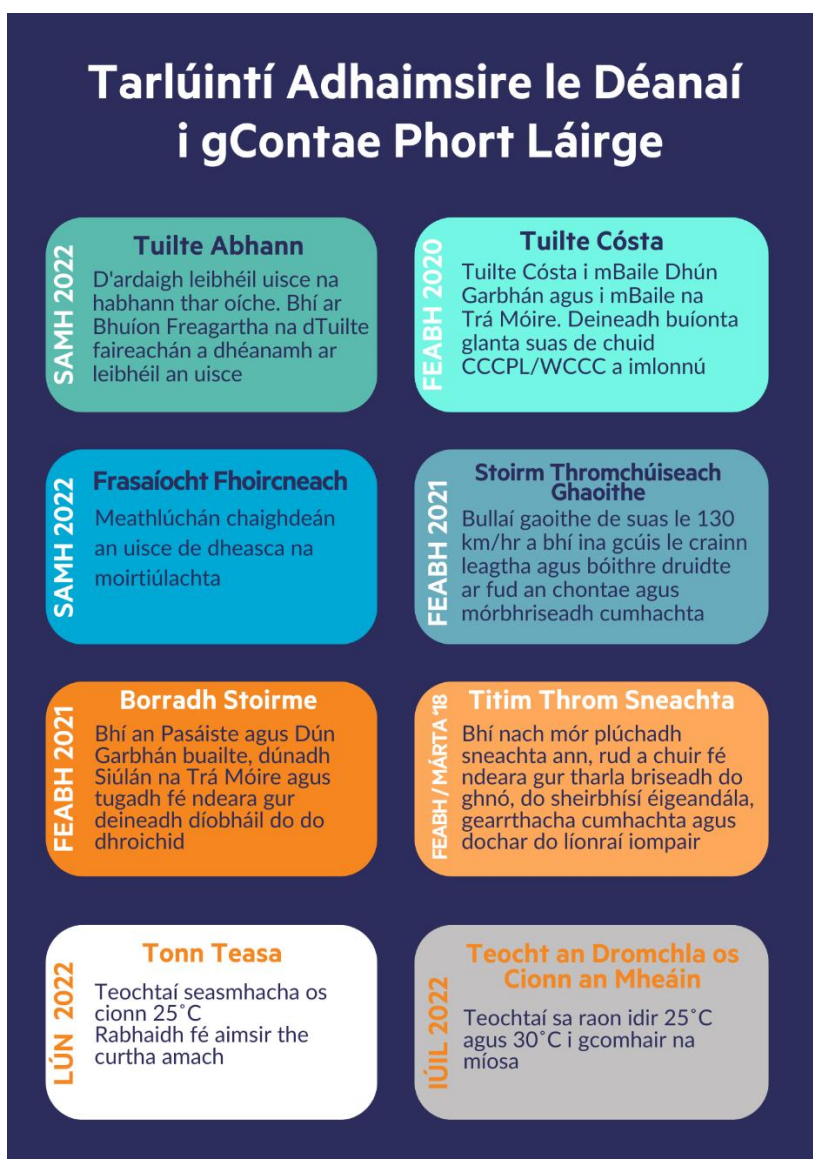 Tarlúintí Adhaimsire le Déanaí
i gContae Phort Láirge
SAMH 2022
Tuilte Abhann
D'ardaigh leibhéil uisce na
habhann thar oíche. Bhí ar
Bhuíon Freagartha na dTuilte
faireachán a dhéanamh ar
leibhéil an uisce
FEABH 2020
Tuilte Cósta
Tuilte Cósta i mBaile Dhún
Garbhán agus i mBaile na
Trá Móire. Deineadh buíonta
glanta suas de chuid
CCCPL/WCCC a imlonnú
SAMH 2022
Frasaíocht Fhoircneach
Meathlúchán chaighdeán
an uisce de dheasca na
moirtiúlachta
FEABH 2021
Stoirm Thromchúiseach
Ghaoithe
Bullaí gaoithe de suas le 130
km/hr a bhí ina gcúis le crainn
leagtha agus bóithre druidte
ar fud an chontae agus
mórbhriseadh cumhachta
FEABH 2021
Borradh Stoirme
Bhí an Pasáiste agus Dún
Garbhán buailte, dúnadh
Siúlán na Trá Móire agus
tugadh fé ndeara gur
deineadh díobháil do do
dhroichid
FEABH / MÁRTA '18
Titim Throm Sneachta
Bhí nach mór plúchadh
sneachta ann, rud a chuir fé
ndeara gur tharla briseadh do
ghnó, do sheirbhísí éigeandála,
gearrthacha cumhachta agus
dochar do líonraí iompair
LÚN 2022
Tonn Teasa
Teochtaí seasmhacha os
cionn 25˚C
Rabhaidh fé aimsir the
curtha amach
IÚIL 2022
Teocht an Dromchla os
Cionn an Mheáin
Teochtaí sa raon idir 25˚C
agus 30˚C i gcomhair na
míosa